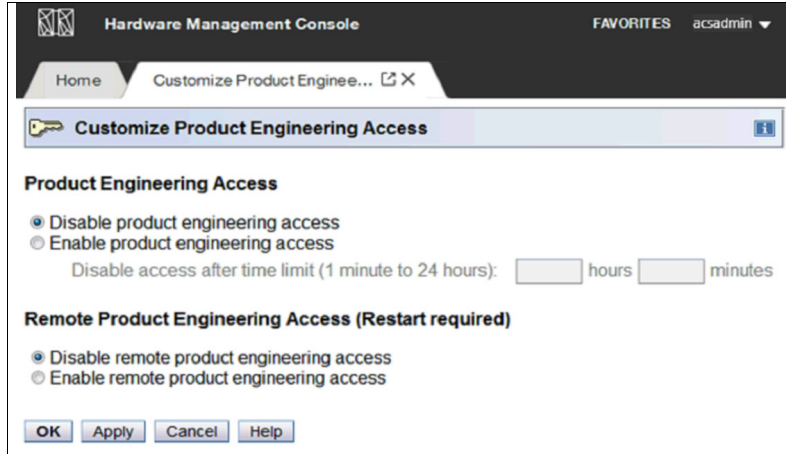 Hardware Management Console FAVORITES acsadmin
Home Customize Product Enginee...
Customize Product Engineering Access
Product Engineering Access
Disable product engineering access
Enable product engineering access
Disable access after time limit (1 minute to 24 hours): hours minutes
Remote Product Engineering Access (Restart required)
Disable remote product engineering access
Enable remote product engineering access
OK Apply Cancel Help